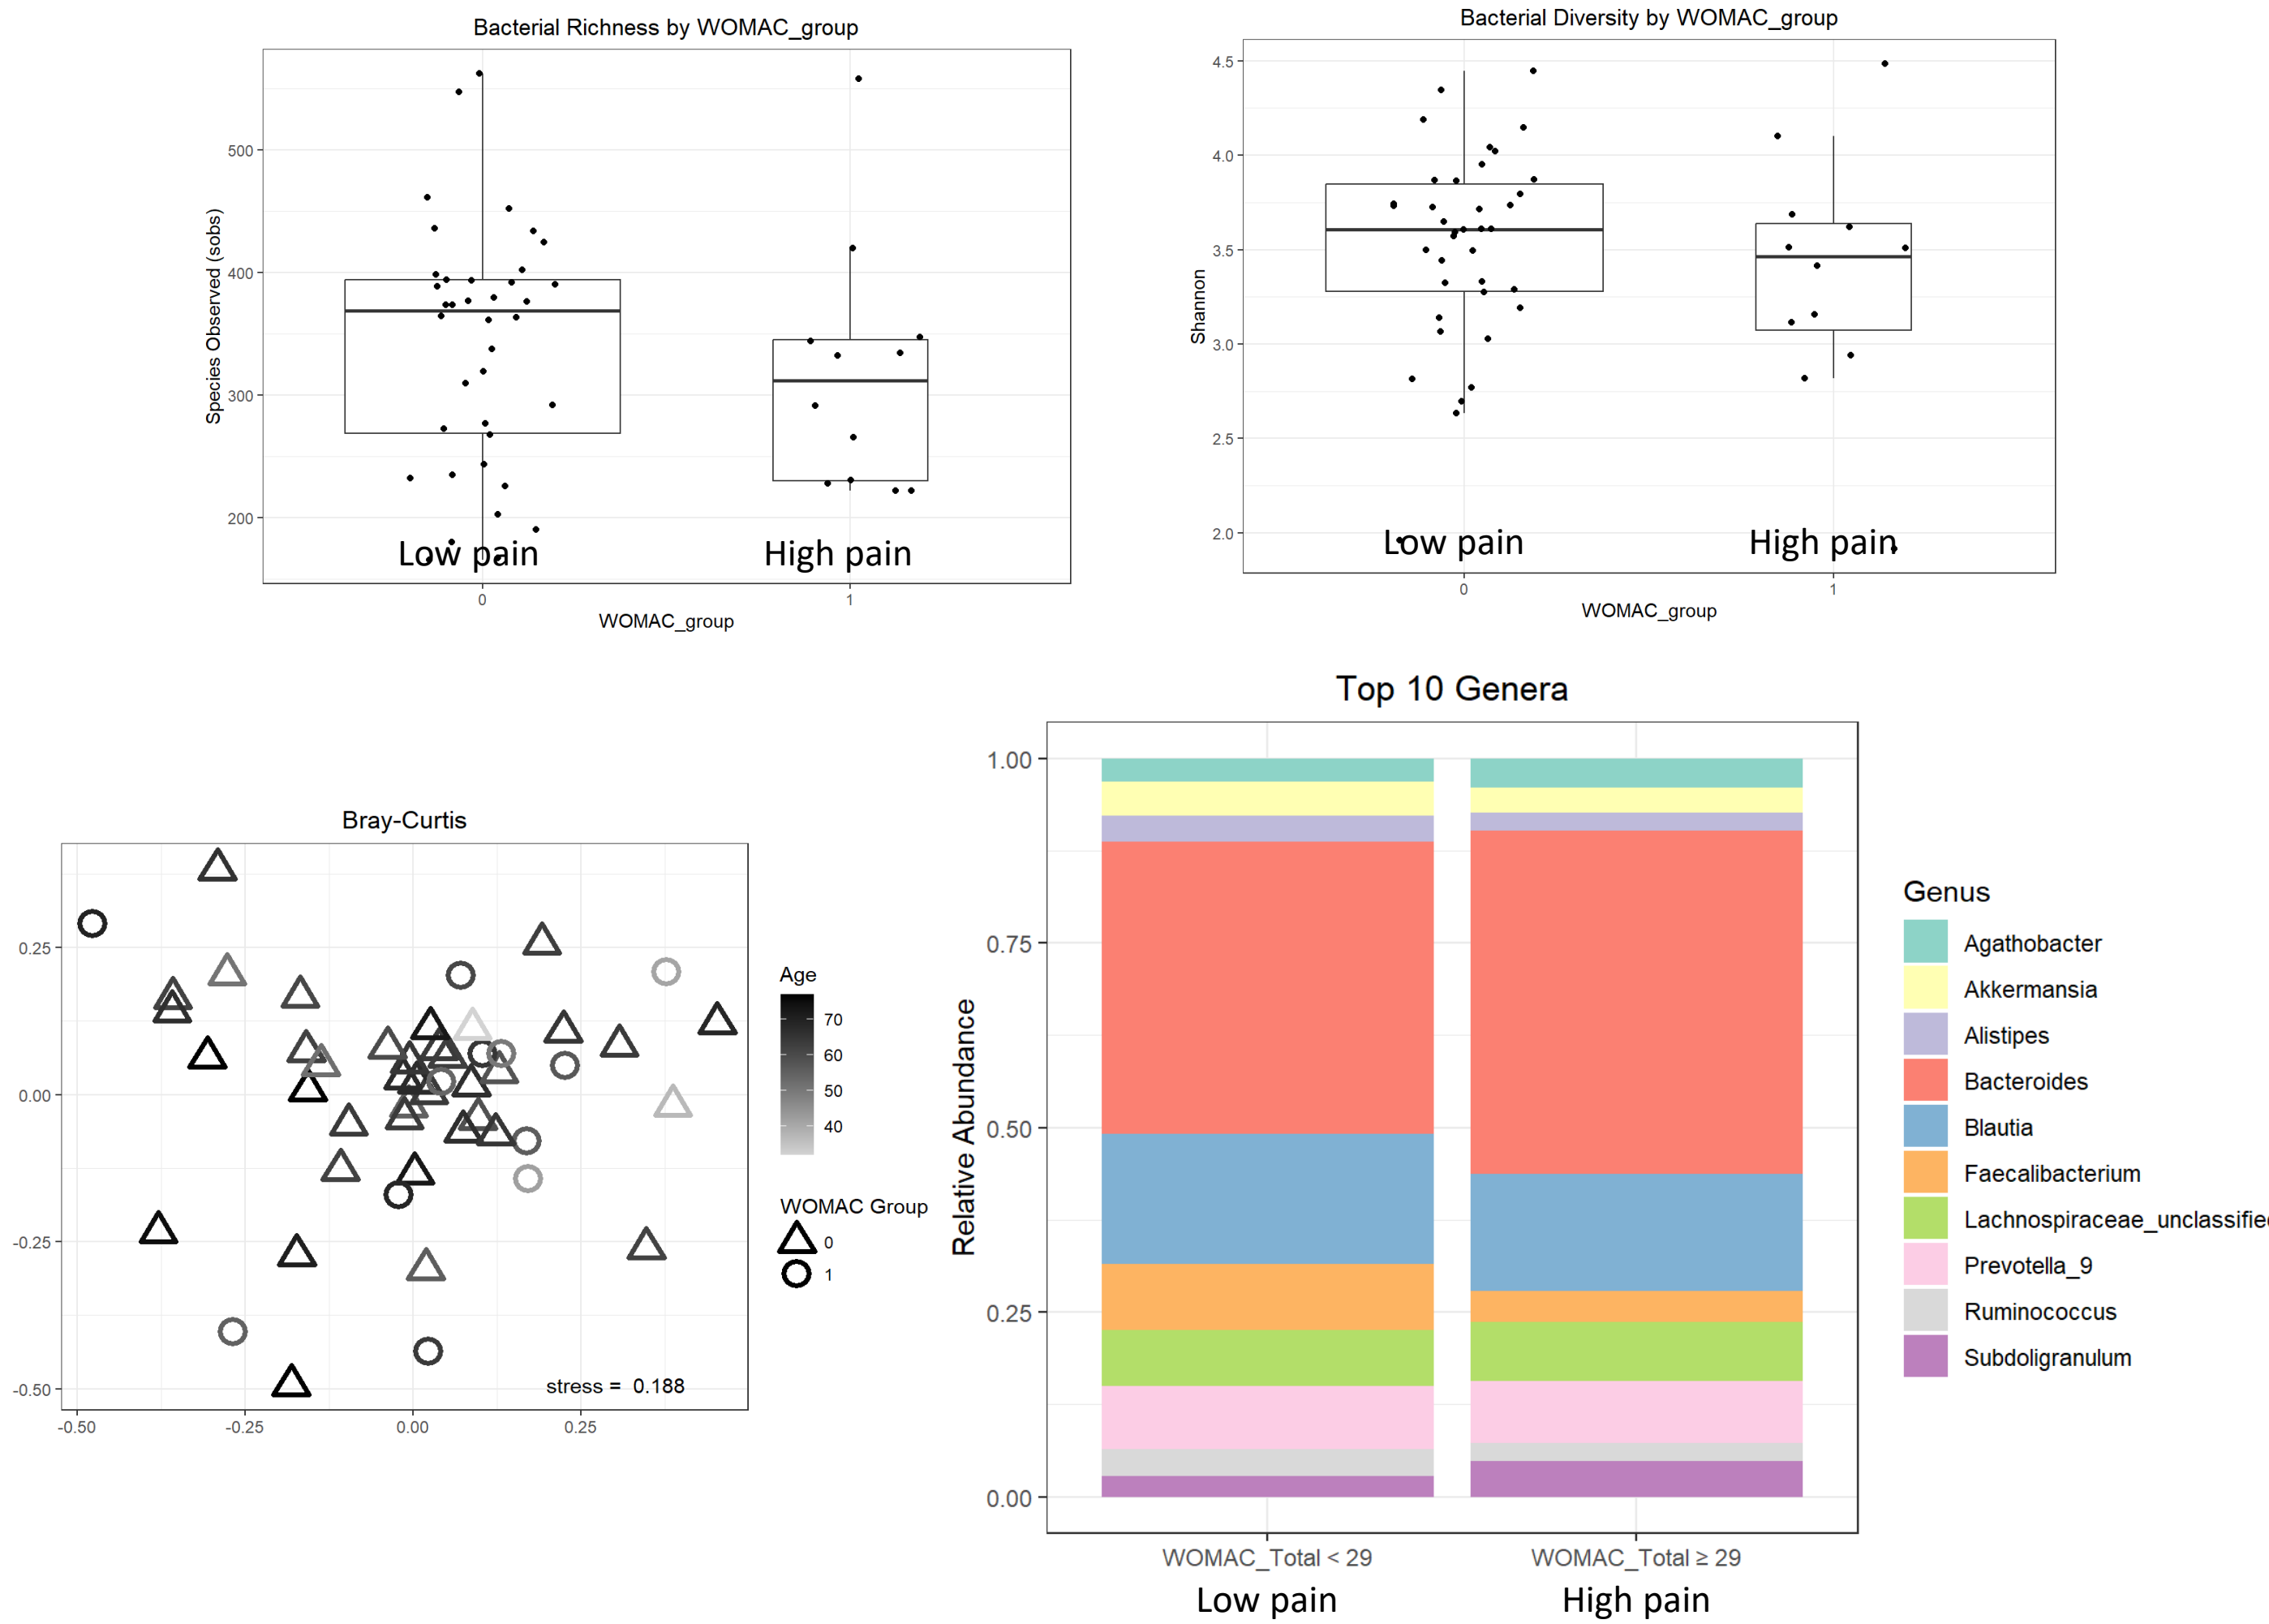 Bacterial Richness by WOMAC_group
Species Observed (sobs)
500
400
300
200
Low pain
High pain
0
1
WOMAC_group
Bacterial Diversity by WOMAC_group
Shannon
4.5
4.0
3.5
3.0
2.5
2.0
Low pain
High pain
0
1
WOMAC_group
Bray-Curtis
0.25
0.00
-0.25
-0.50
stress = 0.188
-0.50
-0.25
0.00
0.25
Age
70
60
50
40
WOMAC Group
0
1
Top 10 Genera
Relative Abundance
1.00
0.75
0.50
0.25
0.00
WOMAC_Total < 29
WOMAC_Total ≥ 29
Low pain
High pain
Genus
Agathobacter
Akkermansia
Alistipes
Bacteroides
Blautia
Faecalibacterium
Lachnospiraceae_unclassifie
Prevotella_9
Ruminococcus
Subdoligranulum